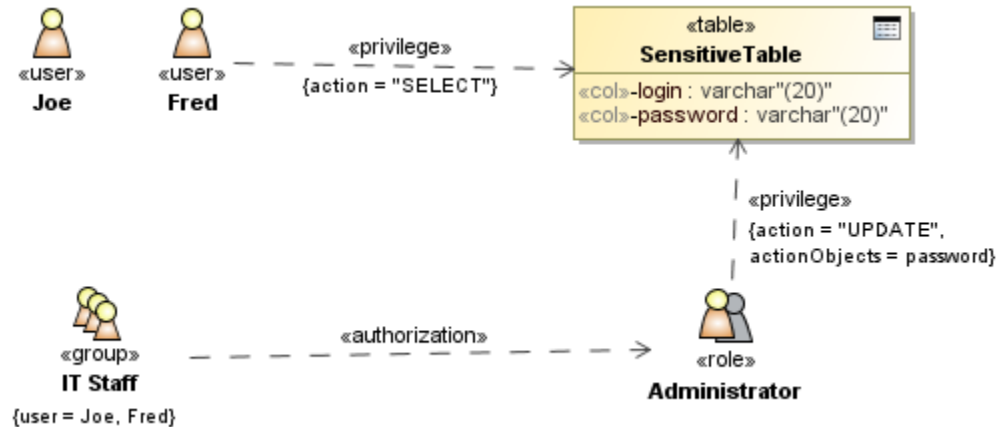 «user»
Joe
«user»
Fred
«privilege»
{action = "SELECT"}
«table»
SensitiveTable
«col»-login : varchar"(20)"
«col»-password : varchar"(20)"
«privilege»
{action = "UPDATE",
actionObjects = password}
«group»
IT Staff
{user = Joe, Fred}
«authorization»
«role»
Administrator